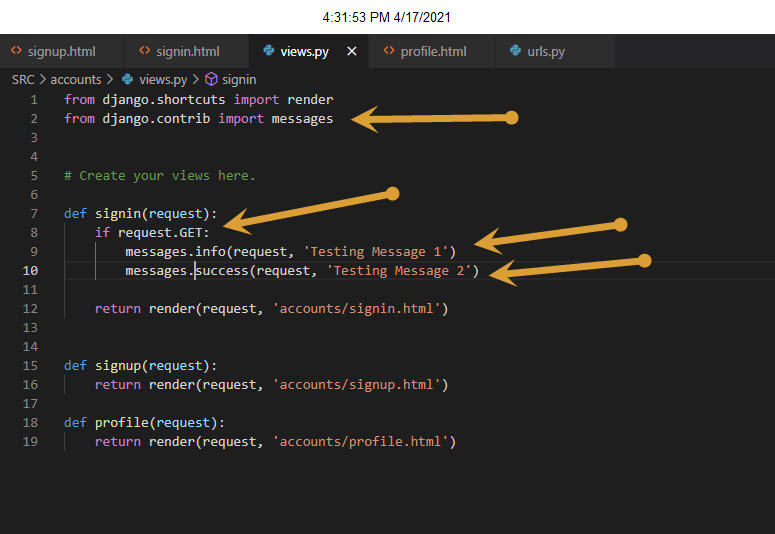 4:31:53 PM 4/17/2021
signup.html signin.html views.py profile.html urls.py
SRC > accounts > views.py > signin
1 from django.shortcuts import render
2 from django.contrib import messages
3
4
5 # Create your views here.
6
7 def signin(request):
8 if request.GET:
9 messages.info(request, 'Testing Message 1')
10 messages.success(request, 'Testing Message 2')
11
12 return render(request, 'accounts/signin.html')
13
14
15 def signup(request):
16 return render(request, 'accounts/signup.html')
17
18 def profile(request):
19 return render(request, 'accounts/profile.html')